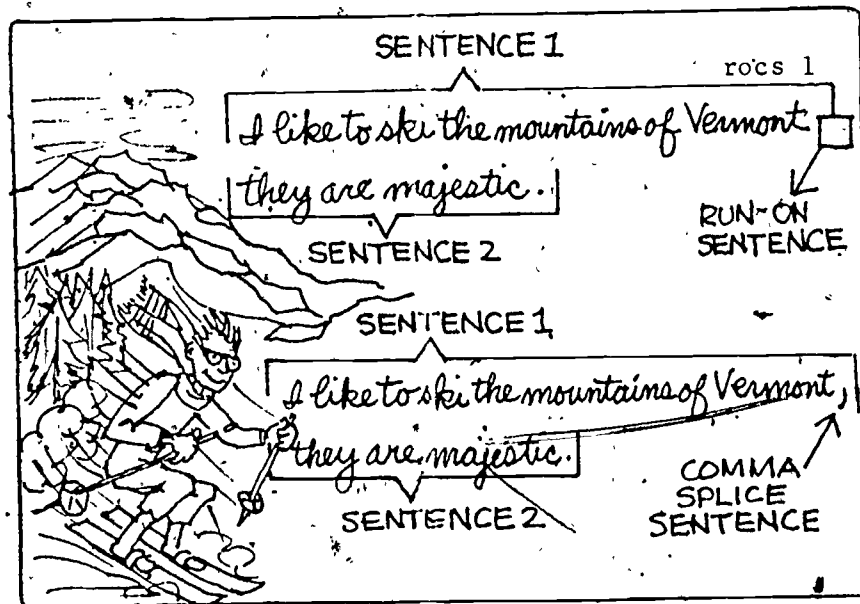 SENTENCE 1
rocs 1
I like to ski the mountains of Vermont
they are majestic.
RUN-ON
SENTENCE
SENTENCE 2
SENTENCE 1
I like to ski the mountains of Vermont,
they are majestic.
COMMA
SPLICE
SENTENCE
SENTENCE 2